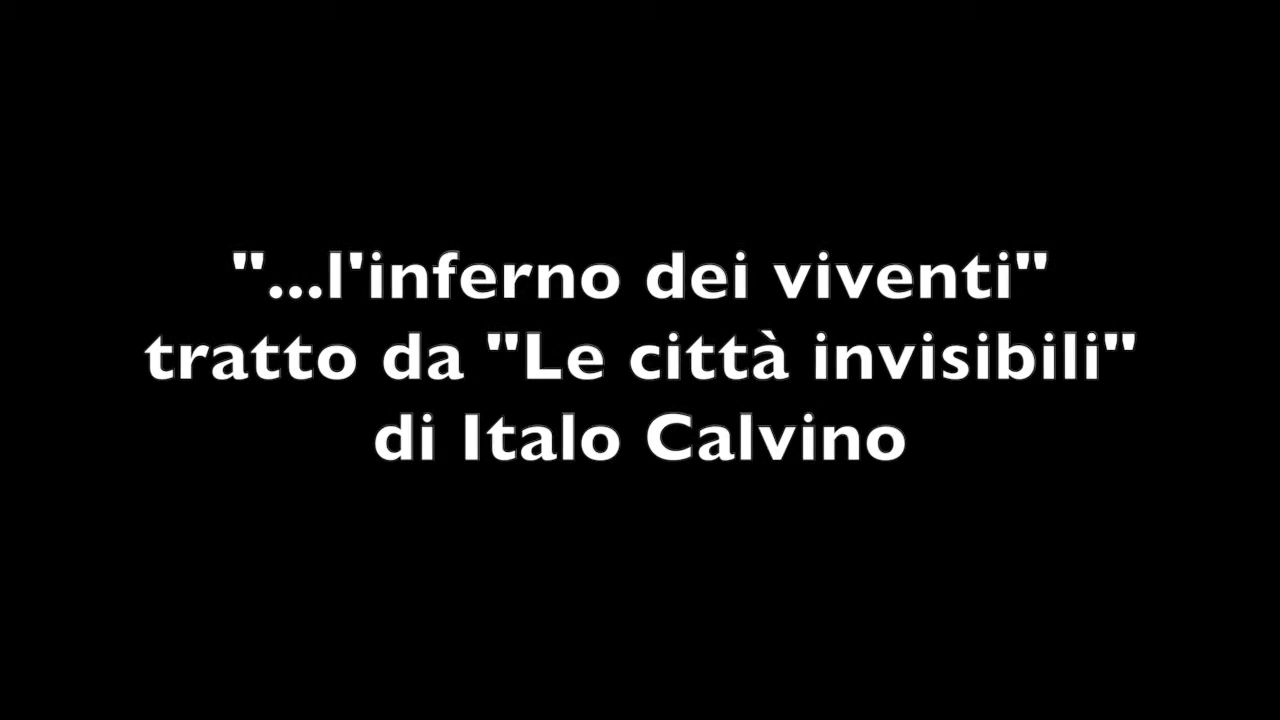 "...l'inferno dei viventi"
tratto da "Le città invisibili"
di Italo Calvino